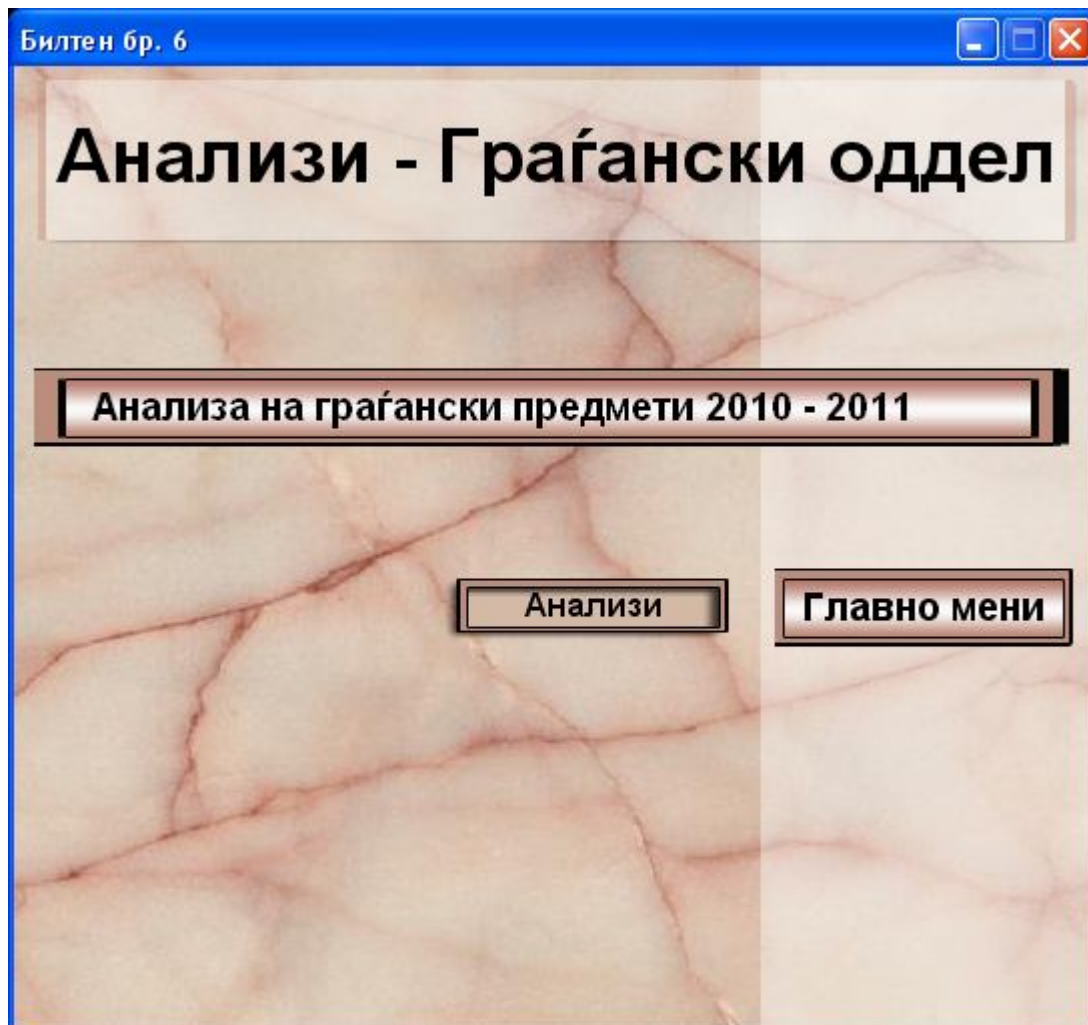 Билтен бр. 6
Анализи - Граѓански оддел
Анализа на граѓански предмети 2010 - 2011
Анализи
Главно мени